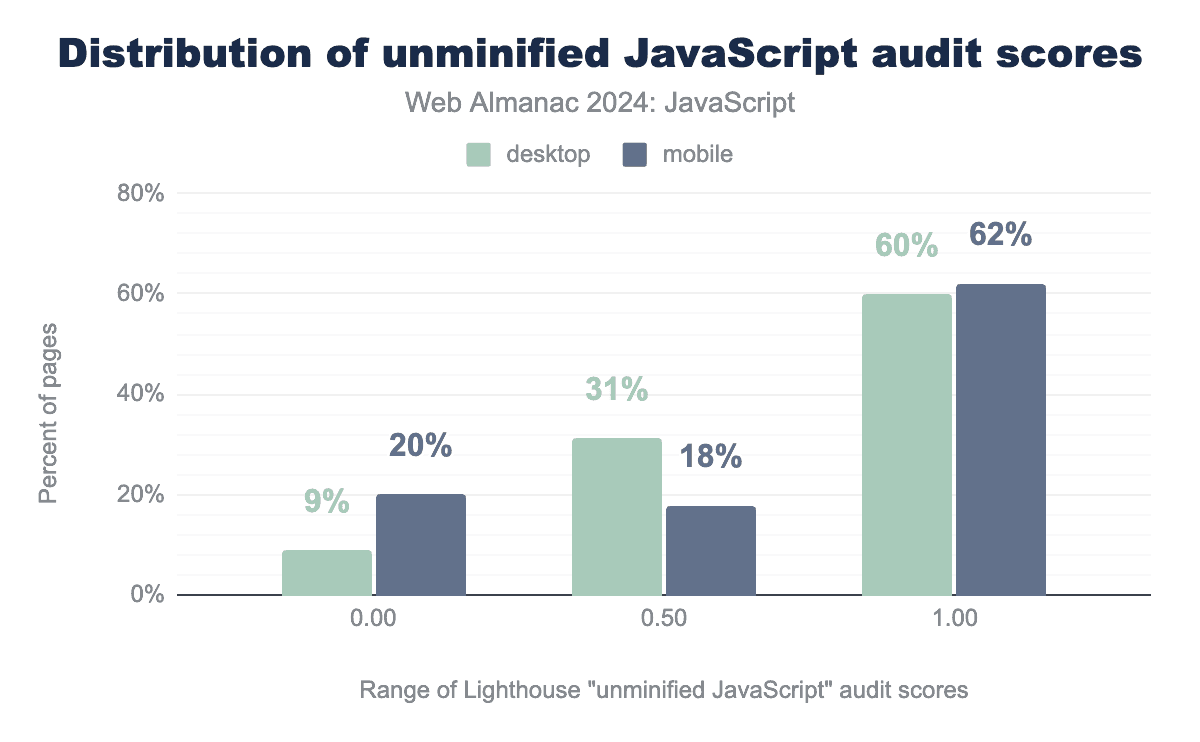 Distribution of unminified JavaScript audit scores
Web Almanac 2024: JavaScript
desktop mobile
80%
60%
40%
20%
0%
Percent of pages
9%
20%
31%
18%
60%
62%
0.00 0.50 1.00
Range of Lighthouse "unminified JavaScript" audit scores